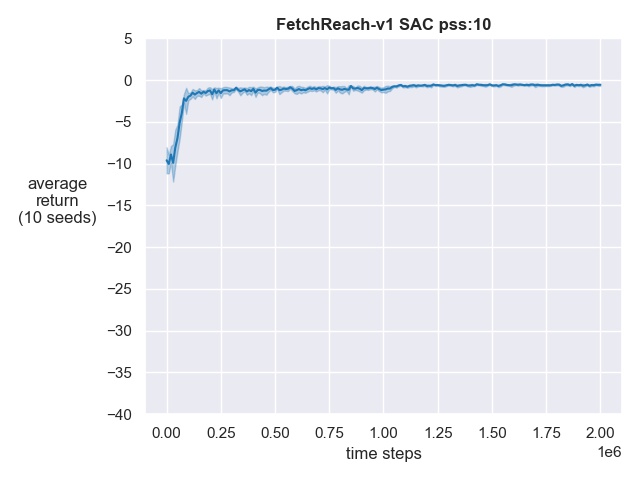 FetchReach-v1 SAC pss:10
5
0
−5
−10
−15
−20
−25
−30
−35
−40
average
return
(10 seeds)
0.00 0.25 0.50 0.75 1.00 1.25 1.50 1.75 2.00
time steps
1e6